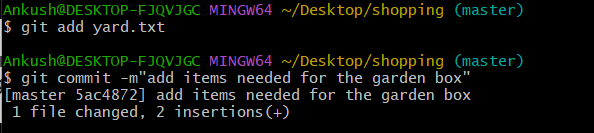 Ankush@DESKTOP-FJQVJGC MINGW64 ~/Desktop/shopping (master)
$ git add yard.txt
Ankush@DESKTOP-FJQVJGC MINGW64 ~/Desktop/shopping (master)
$ git commit -m"add items needed for the garden box"
[master 5ac4872] add items needed for the garden box
 1 file changed, 2 insertions(+)